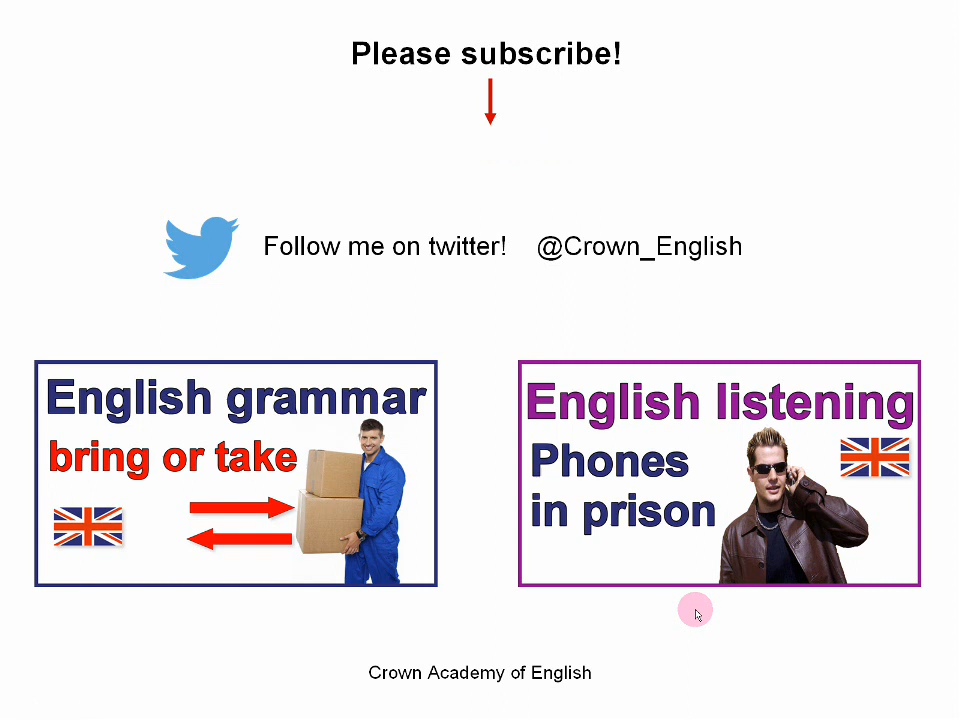 Please subscribe!
Follow me on twitter! @Crown_English
English grammar
bring or take
English listening
Phones
in prison
Crown Academy of English